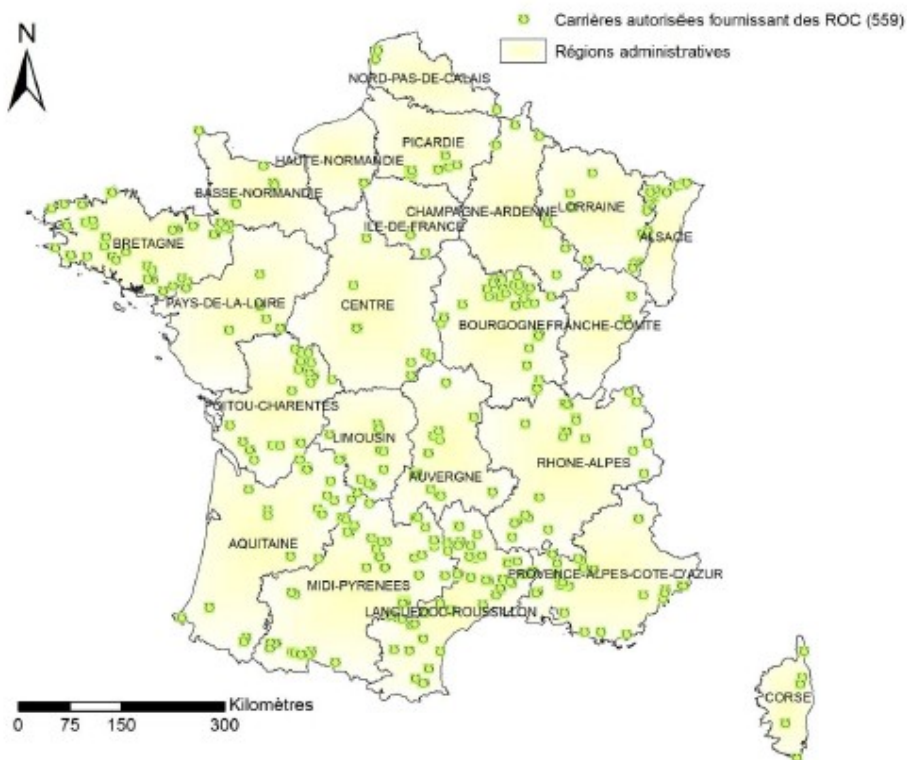 Carrières autorisées fournissant des ROC (559)
N
Régions administratives
NORD-PAS-DE-CALAIS
PICARDIE
HAUTE-NORMANDIE
BASSE-NORMANDIE
CHAMPAGNE-ARDENNE
LORRAINE
ILE-DE-FRANCE
ALSACE
BRETAGNE
PAYS-DE-LA-LOIRE
CENTRE
BOURGOGNE
FRANCHE-COMTE
POITOU-CHARENTES
LIMOUSIN
AUVERGNE
RHONE-ALPES
AQUITAINE
MIDI-PYRENEES
PROVENCE-ALPES-COTE-D'AZUR
LANGUEDOC-ROUSSILLON
CORSE
Kilomètres
0 75 150 300